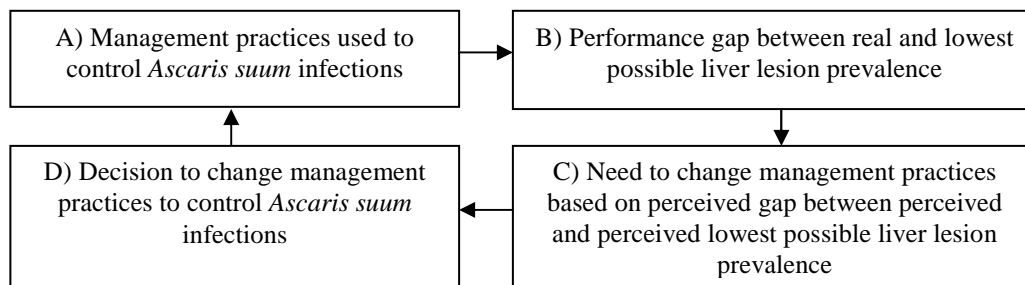 A) Management practices used to
control Ascaris suum infections
B) Performance gap between real and lowest
possible liver lesion prevalence
D) Decision to change management
practices to control Ascaris suum
infections
C) Need to change management practices
based on perceived gap between perceived
and perceived lowest possible liver lesion
prevalence